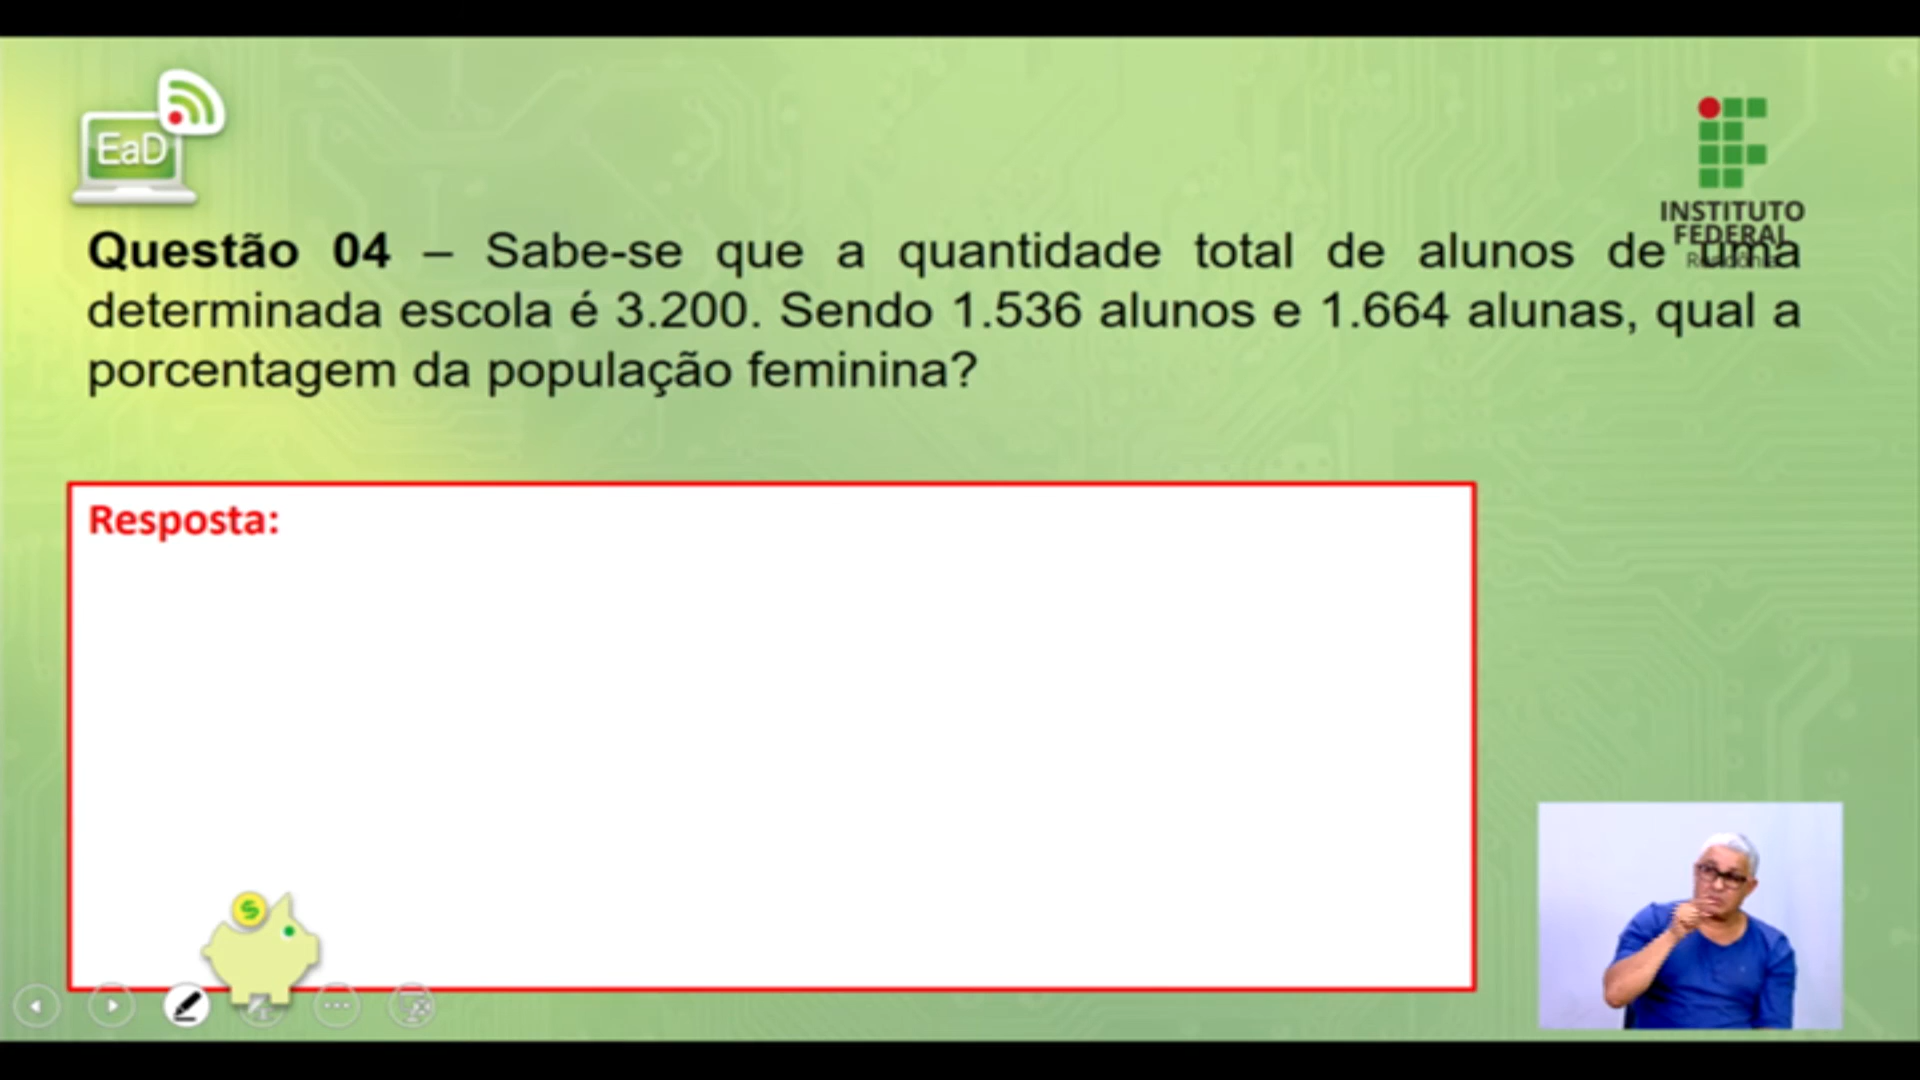 EaD
INSTITUTO
FEDERAL
Rondônia
Questão 04 – Sabe-se que a quantidade total de alunos de uma
determinada escola é 3.200. Sendo 1.536 alunos e 1.664 alunas, qual a
porcentagem da população feminina?
Resposta:
$